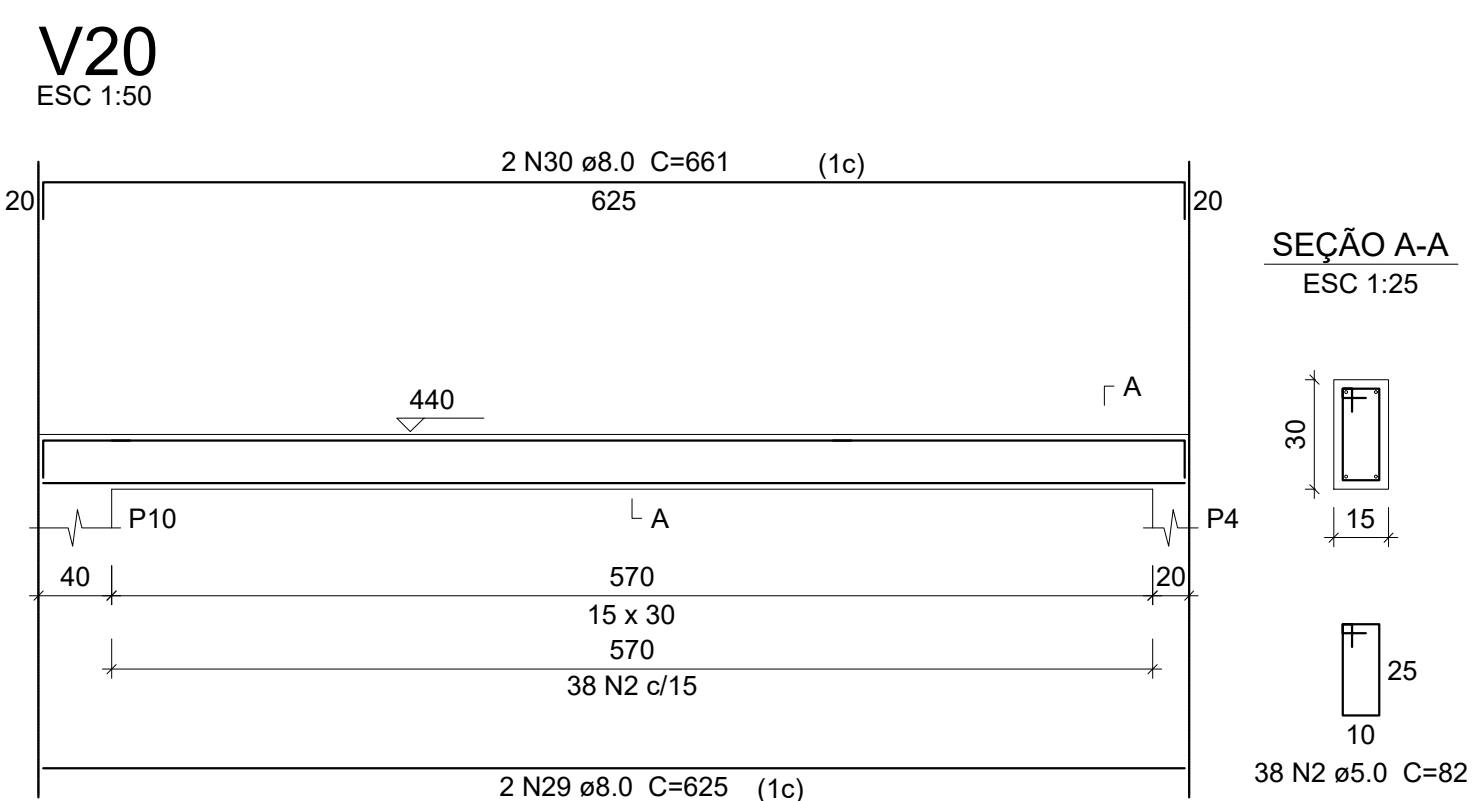 V20
ESC 1:50
2 N30 ø8.0 C=661 (1c)
20 625 20
SEÇÃO A-A
ESC 1:25
A
440
30
P10 A P4
15
40 570 20
15 x 30
570
25
38 N2 c/15
10
38 N2 ø5.0 C=82
2 N29 ø8.0 C=625 (1c)